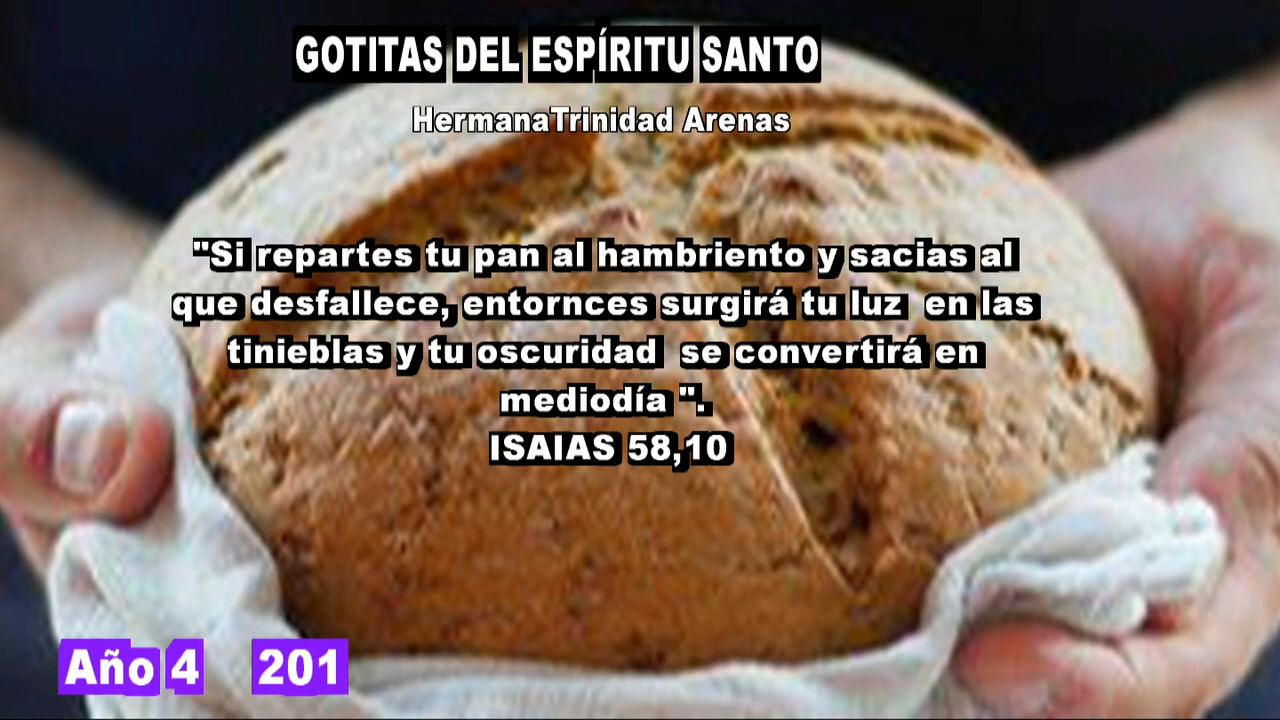 GOTITAS DEL ESPÍRITU SANTO
HermanaTrinidad Arenas
"Si repartes tu pan al hambriento y sacias al
que desfallece, entornces surgirá tu luz  en las
tinieblas y tu oscuridad  se convertirá en
mediodía ".
ISAIAS 58,10
Año 4    201